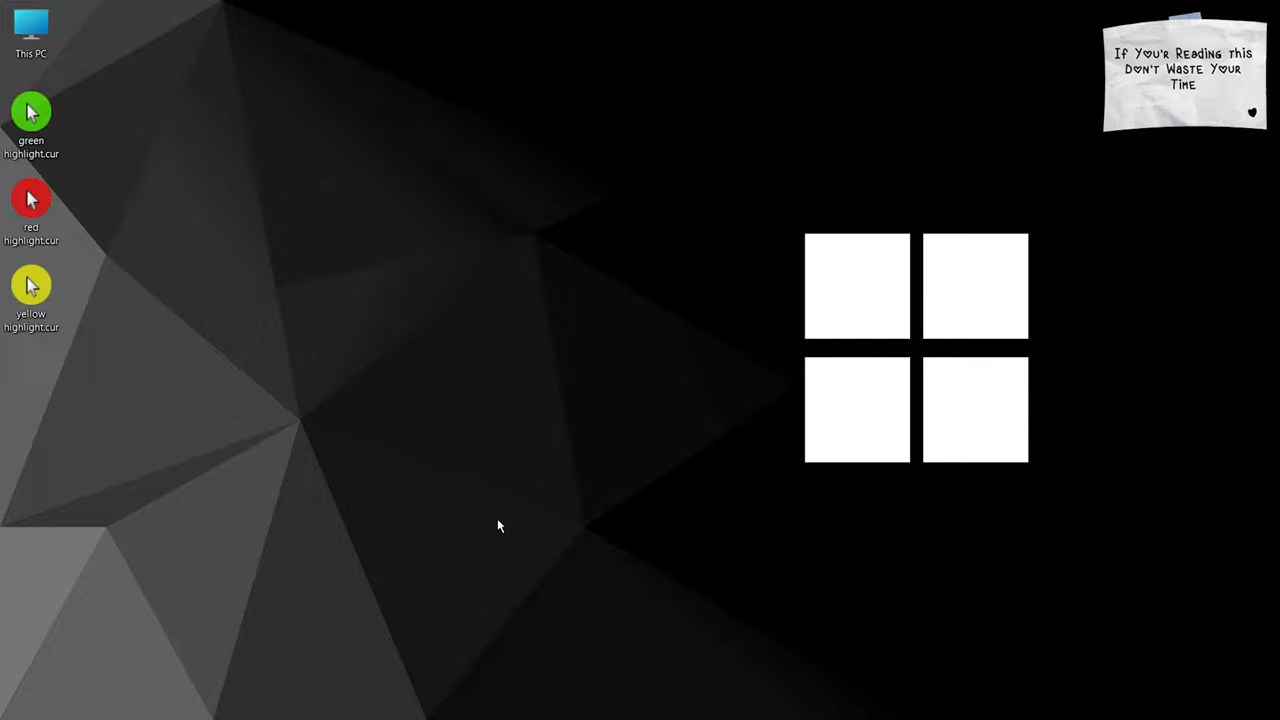 This PC
green
highlight.cur
red
highlight.cur
yellow
highlight.cur
If You'r Reading this
Don't Waste Your
Time